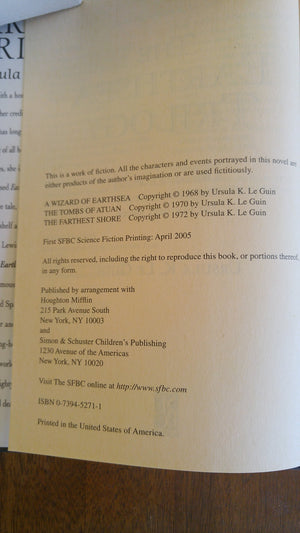 ula
This is a work of fiction. All the characters and events portrayed in this novel are
either products of the author's imagination or are used fictitiously.
A WIZARD OF EARTHSEA Copyright © 1968 by Ursula K. Le Guin
THE TOMBS OF ATUAN Copyright © 1970 by Ursula K. Le Guin
THE FARTHEST SHORE Copyright © 1972 by Ursula K. Le Guin
First SFBC Science Fiction Printing: April 2005
All rights reserved, including the right to reproduce this book, or portions thereof,
in any form.
Published by arrangement with
Houghton Mifflin
215 Park Avenue South
New York, NY 10003
and
Simon & Schuster Children's Publishing
1230 Avenue of the Americas
New York, NY 10020
Visit The SFBC online at http://www.sfbc.com
ISBN 0-7394-5271-1
Printed in the United States of America.